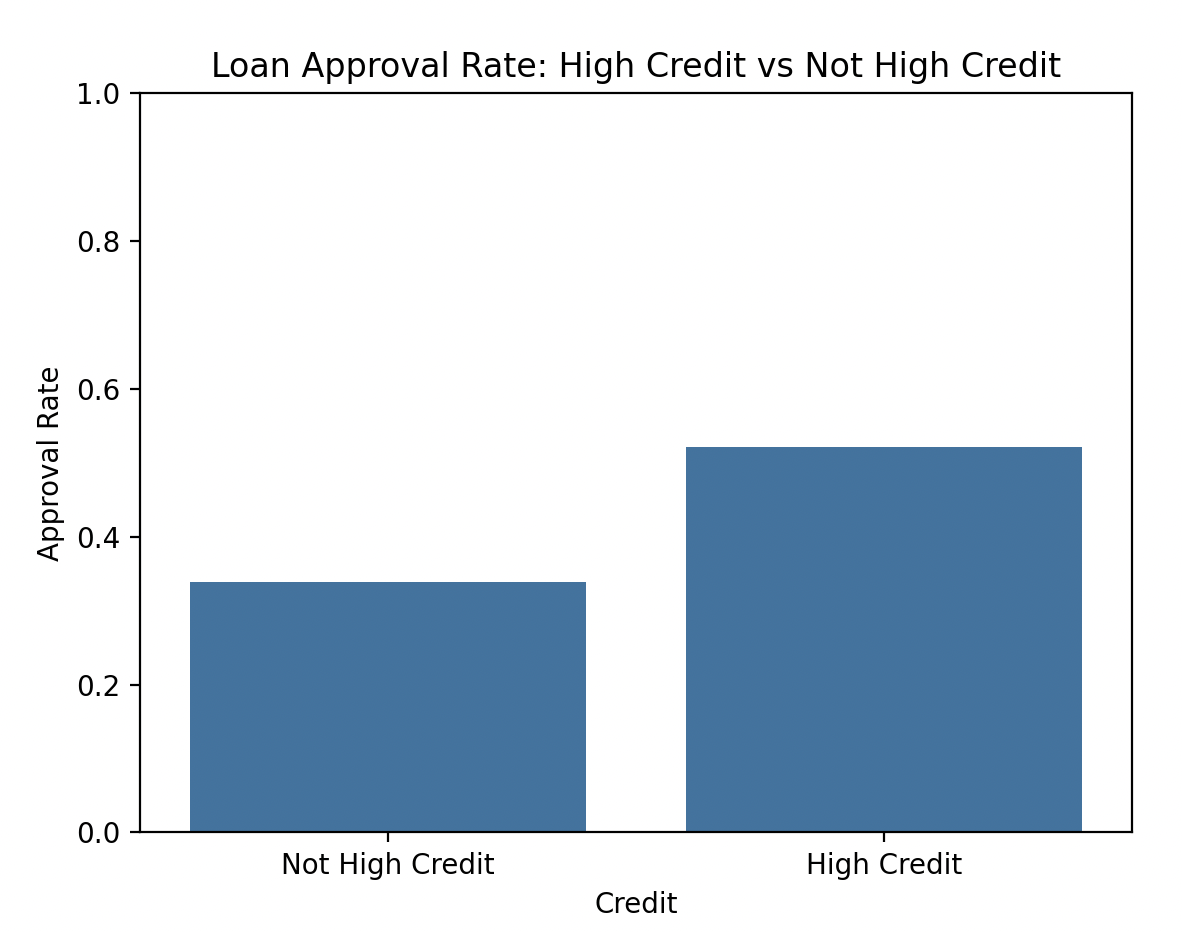 Loan Approval Rate: High Credit vs Not High Credit
1.0
0.8
0.6
0.4
0.2
0.0
Approval Rate
Not High Credit
High Credit
Credit